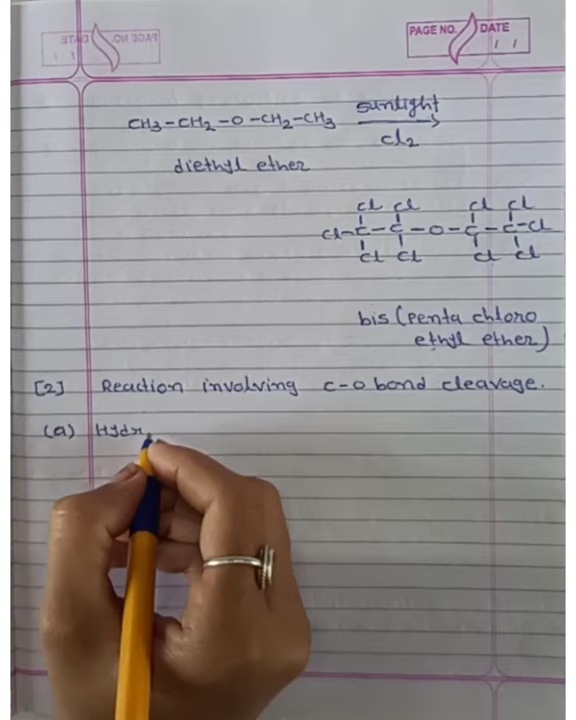 PAGE NO. DATE
/ /
CH3-CH2-O-CH2-CH3 sunlight
Cl2
diethyl ether
Cl Cl Cl Cl
Cl-C-C-O-C-C-Cl
Cl Cl Cl Cl
bis (penta chloro
ethyl ether)
[2] Reaction involving C-O bond cleavage.
(a) Hydr